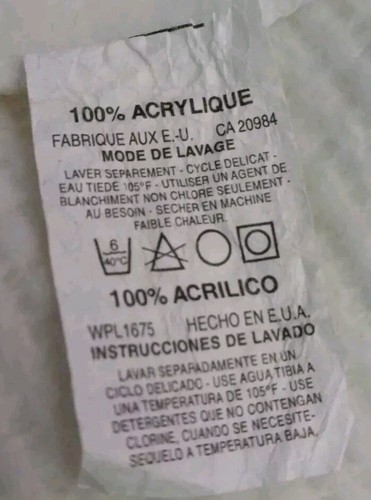 100% ACRYLIQUE
FABRIQUE AUX E.-U. CA 20984
MODE DE LAVAGE
LAVER SEPAREMENT - CYCLE DELICAT -
EAU TIEDE 105°F - UTILISER UN AGENT DE
BLANCHIMENT NON CHLORE SEULEMENT -
AU BESOIN - SECHER EN MACHINE
FAIBLE CHALEUR.
6
40°C
100% ACRILICO
WPL1675 HECHO EN E.U.A.
INSTRUCCIONES DE LAVADO
LAVAR SEPARADAMENTE EN UN
CICLO DELICADO - USE AGUA TIBIA A
UNA TEMPERATURA DE 105°F - USE
DETERGENTES QUE NO CONTENGAN
CLORINE, CUANDO SE NECESITE-
SEQUELO A TEMPERATURA BAJA.